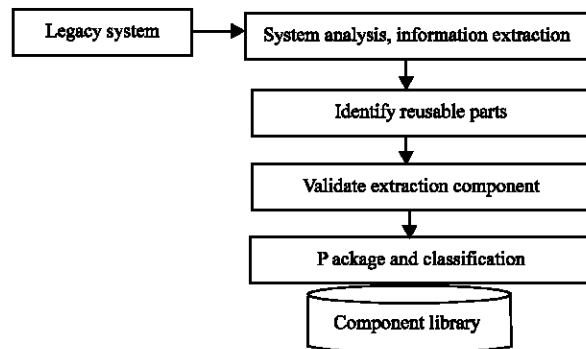 Legacy system
System analysis, information extraction
Identify reusable parts
Validate extraction component
P ackage and classification
Component library